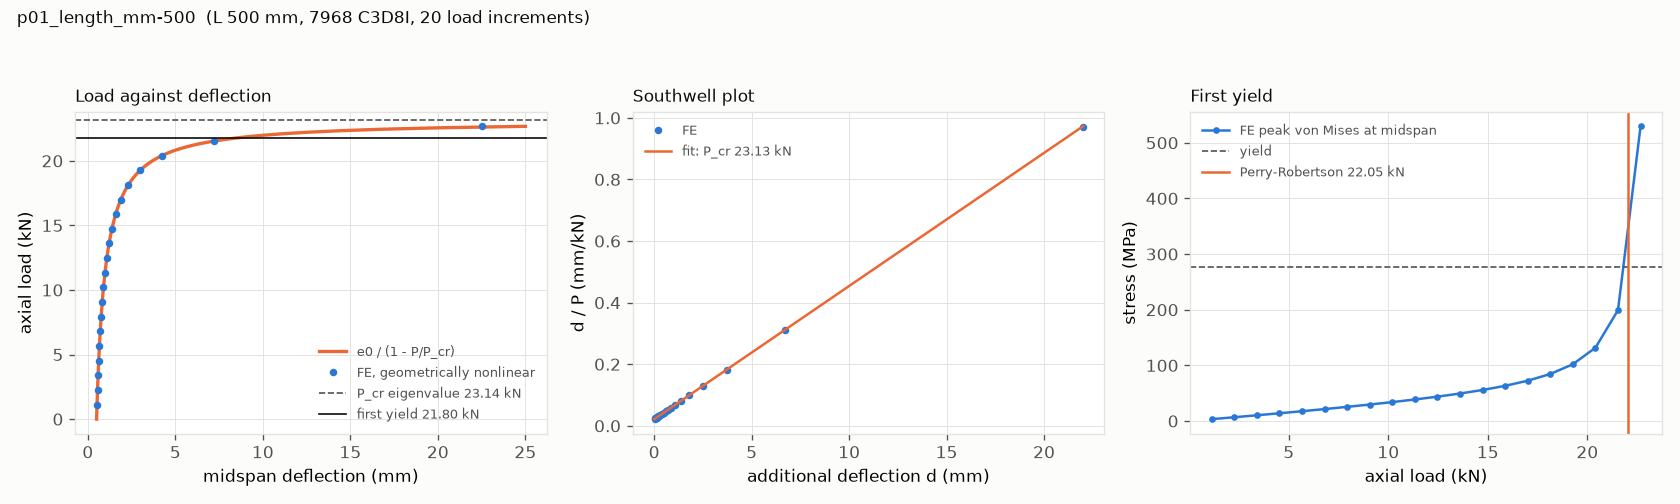 p01_length_mm-500  (L 500 mm, 7968 C3D8I, 20 load increments)
Load against deflection
axial load (kN)
20
15
10
5
0
e0 / (1 - P/P_cr)
FE, geometrically nonlinear
P_cr eigenvalue 23.14 kN
first yield 21.80 kN
0 5 10 15 20 25
midspan deflection (mm)
Southwell plot
d / P (mm/kN)
1.0
0.8
0.6
0.4
0.2
0.0
FE
fit: P_cr 23.13 kN
0 5 10 15 20
additional deflection d (mm)
First yield
stress (MPa)
500
400
300
200
100
0
FE peak von Mises at midspan
yield
Perry-Robertson 22.05 kN
5 10 15 20
axial load (kN)